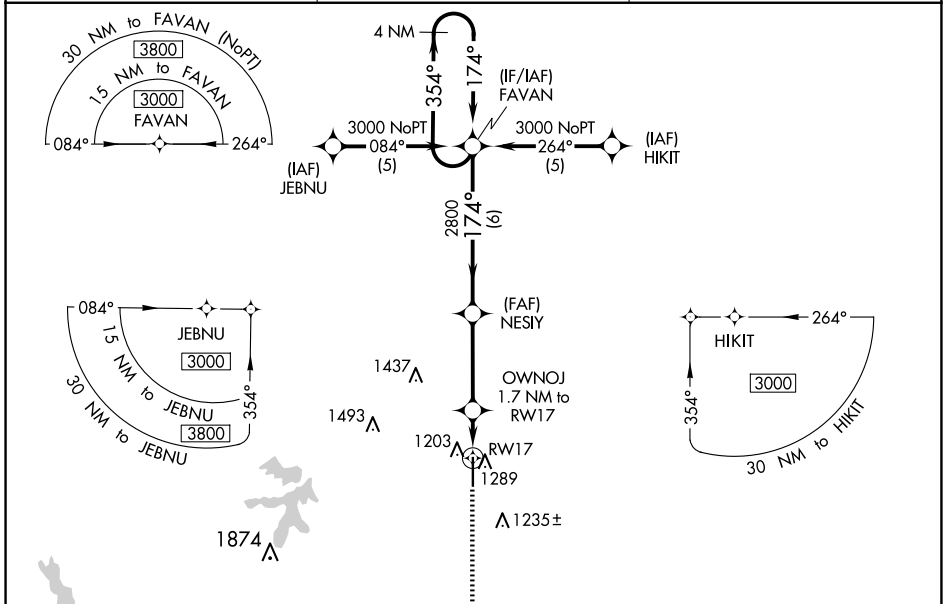 30 NM to FAVAN (NoPT)
3800
15 NM to FAVAN
3000
FAVAN
084°
264°
4 NM
354°
174°
(IF/IAF)
FAVAN
3000 NoPT
084°
(5)
(IAF)
JEBNU
3000 NoPT
264°
(5)
(IAF)
HIKIT
2800
174°
(6)
(FAF)
NESIY
084°
JEBNU
3000
15 NM to JEBNU
3800
30 NM to JEBNU
354°
264°
HIKIT
3000
354°
30 NM to HIKIT
1437
OWNOJ
1.7 NM to
RW17
1493
1203
RW17
1289
1235±
1874